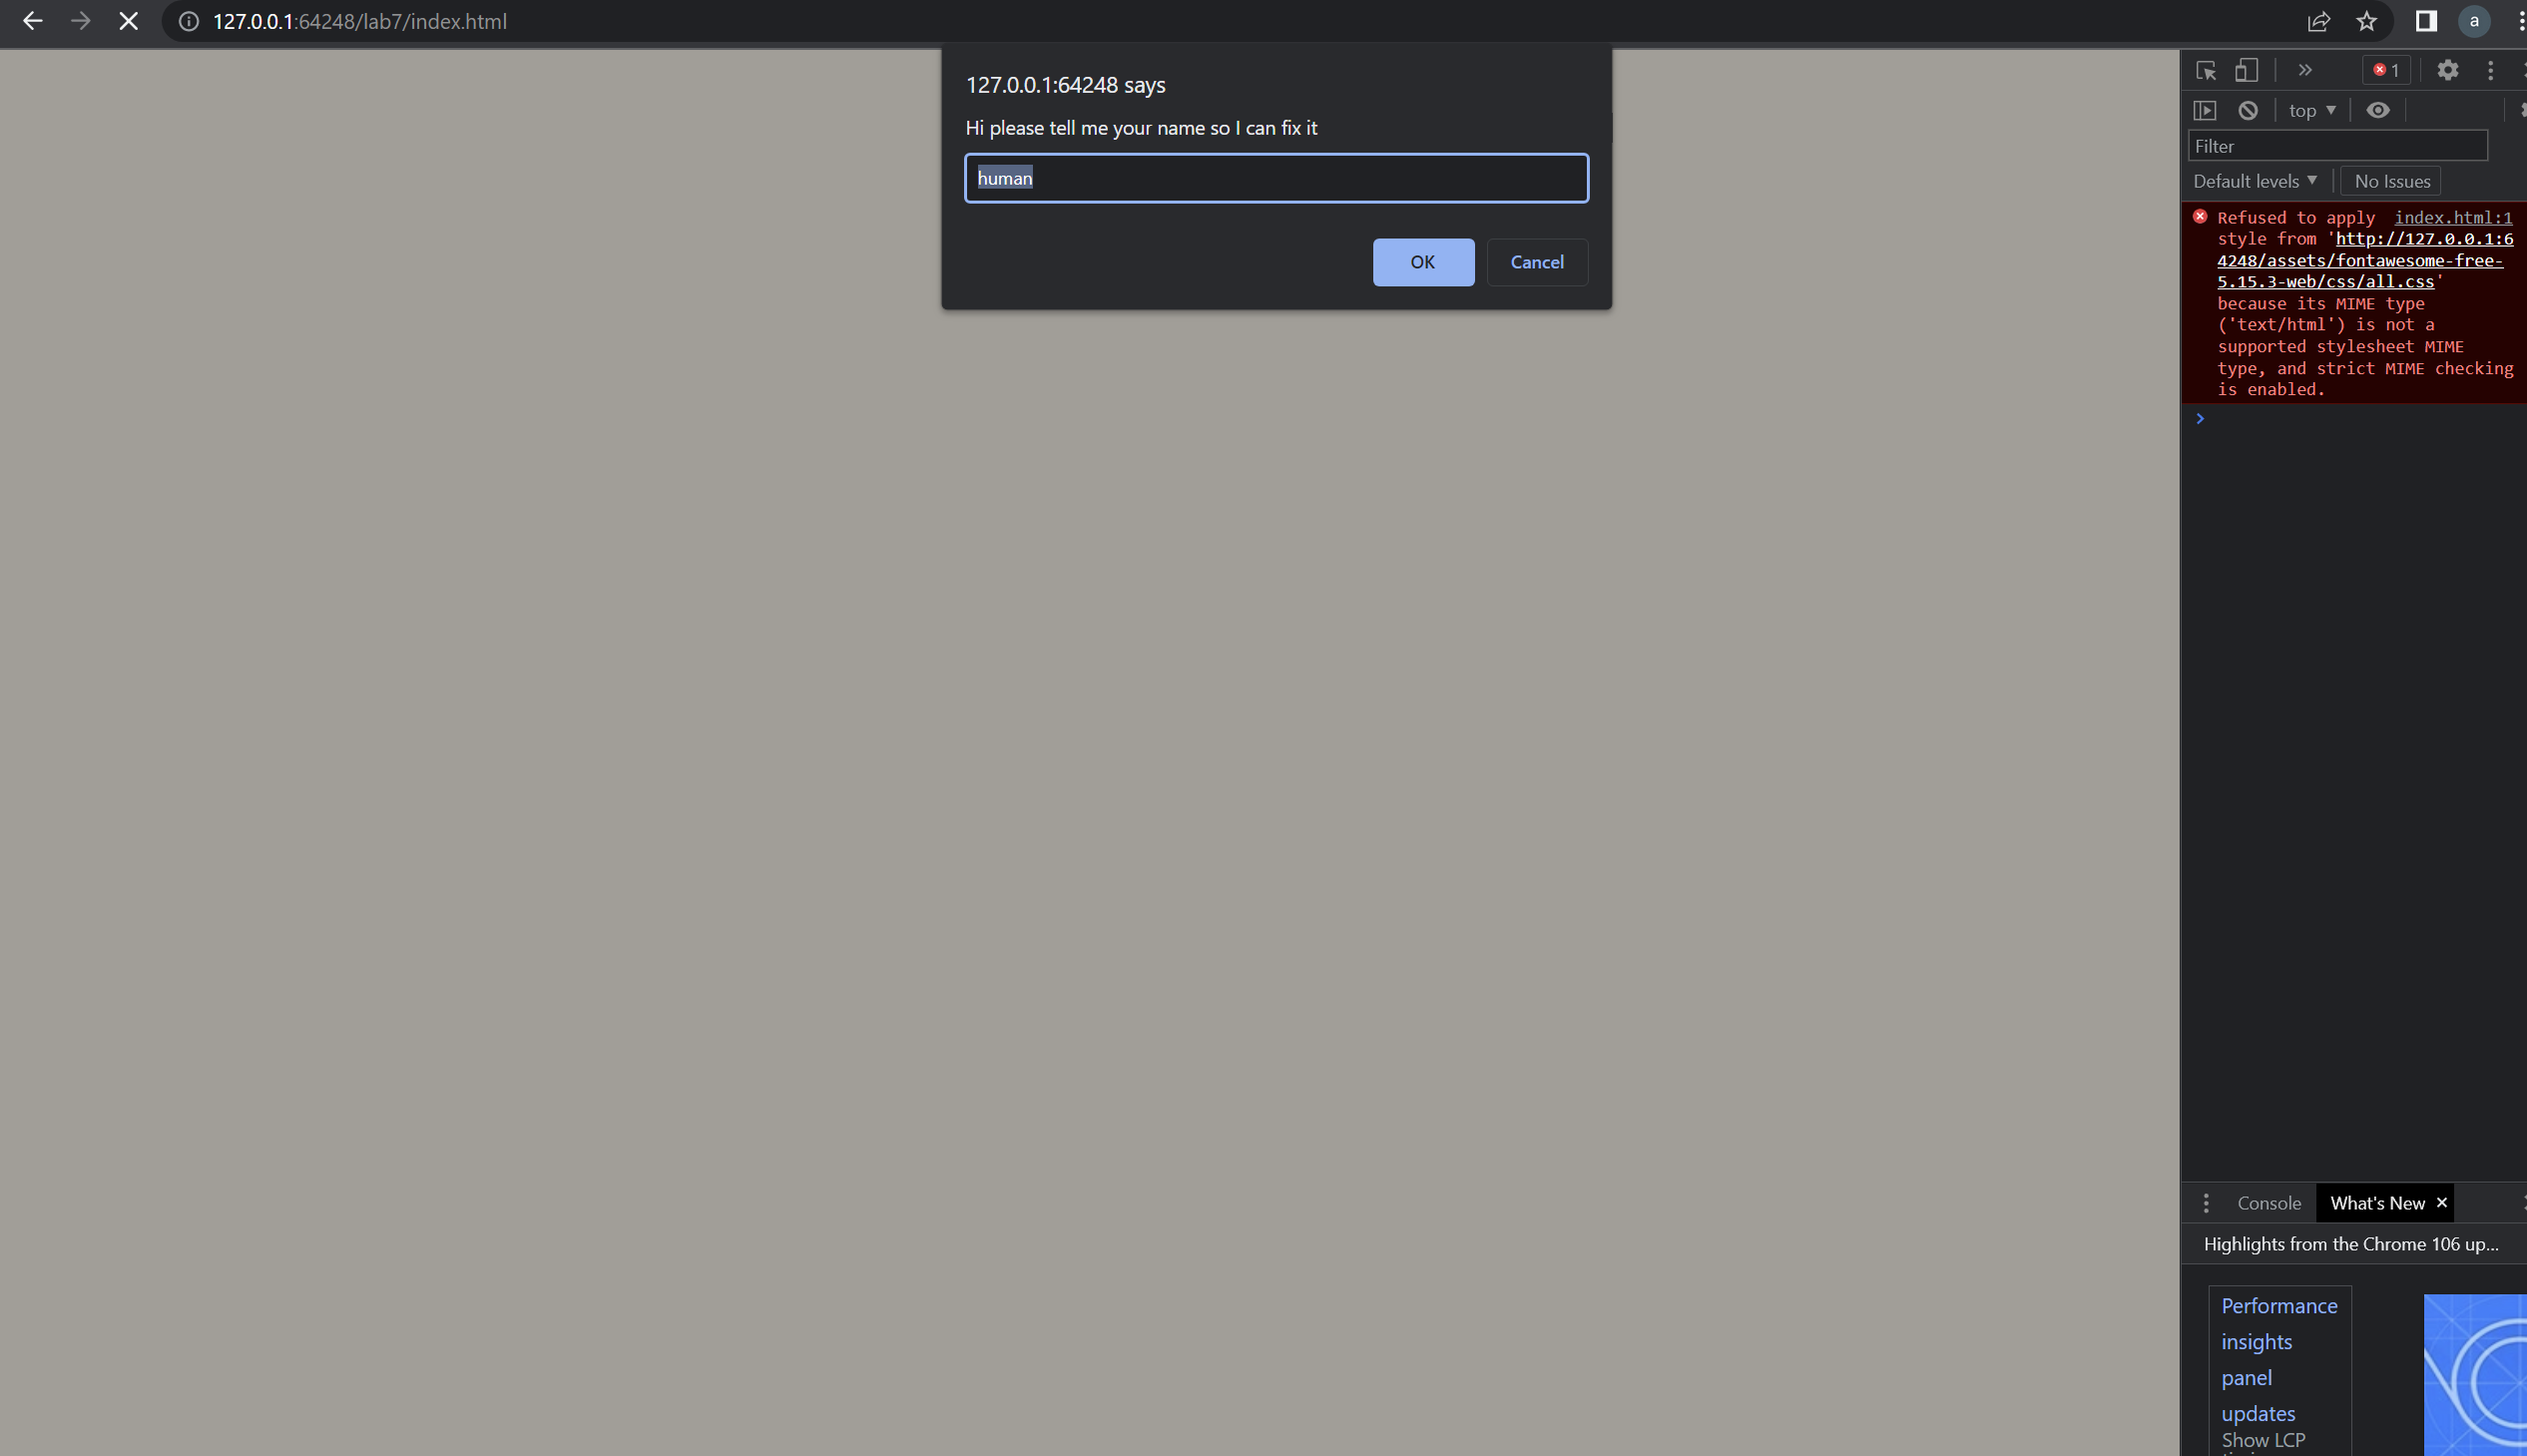 127.0.0.1:64248/lab7/index.html
a
127.0.0.1:64248 says
Hi please tell me your name so I can fix it
human
OK
Cancel
1
top
Filter
Default levels
No Issues
Refused to apply index.html:1
style from 'http://127.0.0.1:6
4248/assets/fontawesome-free-
5.15.3-web/css/all.css'
because its MIME type
('text/html') is not a
supported stylesheet MIME
type, and strict MIME checking
is enabled.
Console
What's New
Highlights from the Chrome 106 up...
Performance
insights
panel
updates
Show LCP